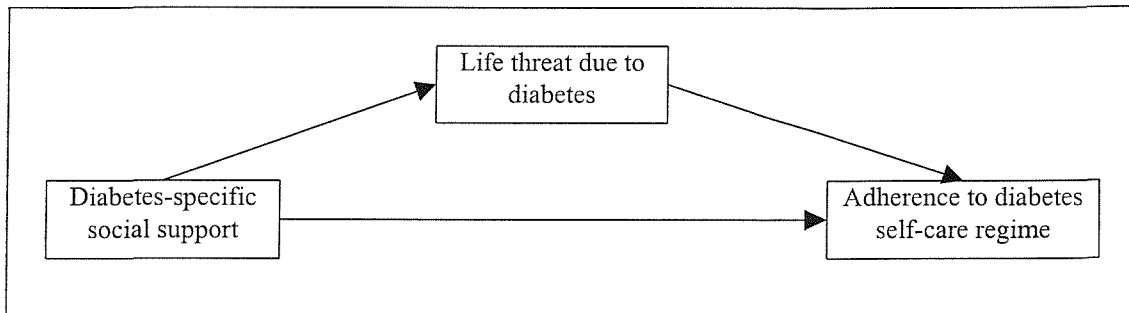 Life threat due to
diabetes
Diabetes-specific
social support
Adherence to diabetes
self-care regime